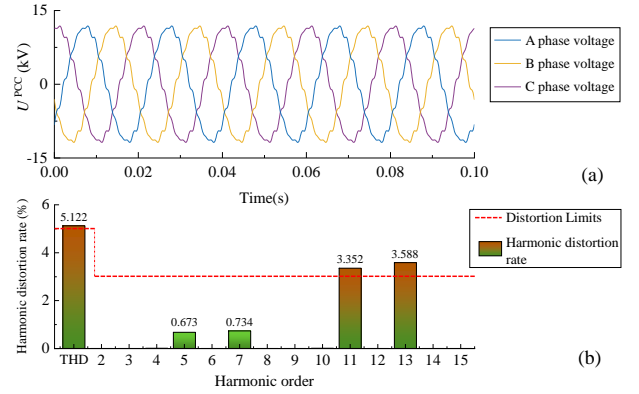 15
0
-15
U^PCC (kV)
A phase voltage
B phase voltage
C phase voltage
0.00 0.02 0.04 0.06 0.08 0.10
Time(s)
(a)
6
4
2
0
Harmonic distortion rate (%)
5.122
0.673
0.734
3.352
3.588
Distortion Limits
Harmonic distortion
rate
THD 2 3 4 5 6 7 8 9 10 11 12 13 14 15
Harmonic order
(b)